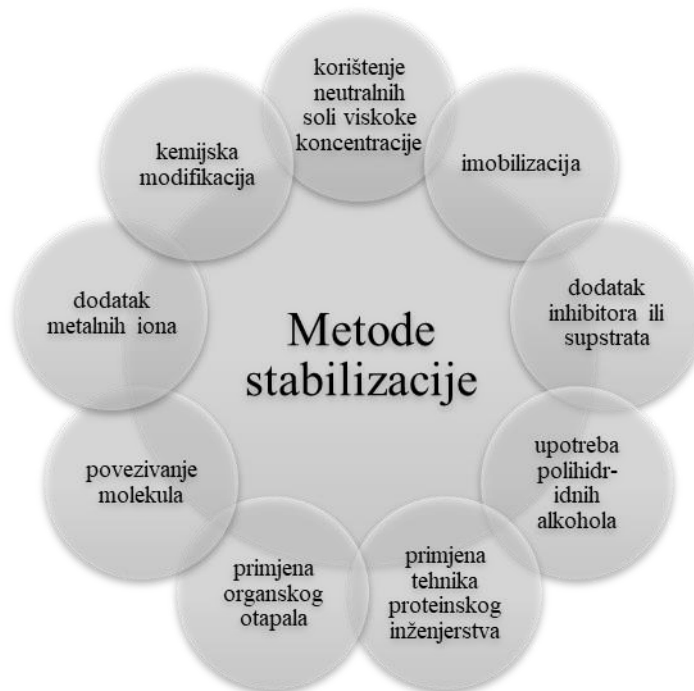 korištenje
neutralnih
soli viskoke
koncentracije
imobilizacija
dodatak
inhibitora ili
supstrata
upotreba
polihidr-
idnih
alkohola
primjena
tehnika
proteinskog
inženjerstva
primjena
organskog
otapala
povezivanje
molekula
dodatak
metalnih iona
kemijska
modifikacija
Metode
stabilizacije